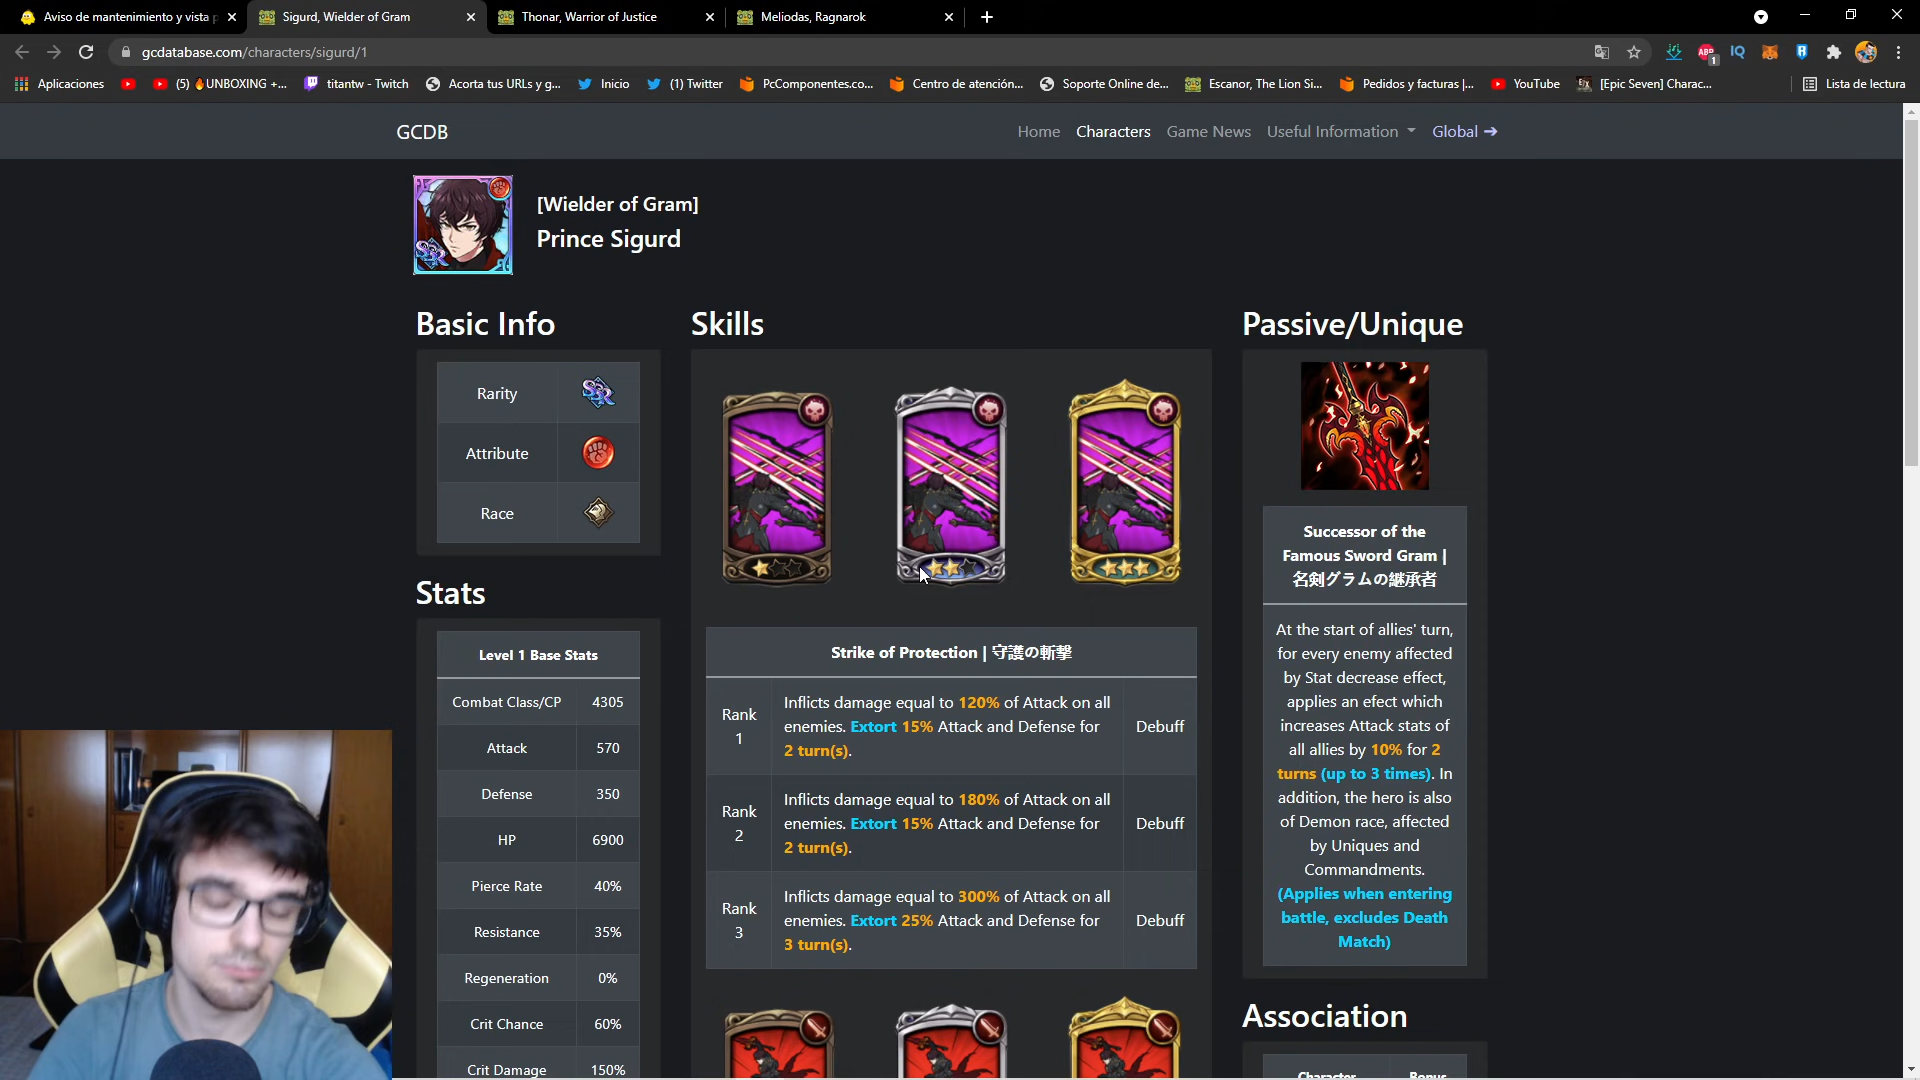 Aviso de mantenimiento y vista p
Sigurd, Wielder of Gram
Thonar, Warrior of Justice
Meliodas, Ragnarok
gcdatabase.com/characters/sigurd/1
ABP
1
IQ
Aplicaciones
(5) 🔥UNBOXING +...
titantw - Twitch
Acorta tus URLs y g...
Inicio
(1) Twitter
PcComponentes.co...
Centro de atención...
Soporte Online de...
Escanor, The Lion Si...
Pedidos y facturas |...
YouTube
[Epic Seven] Charac...
Lista de lectura
GCDB
Home
Characters
Game News
Useful Information
Global ➔
[Wielder of Gram]
Prince Sigurd
SSR
Basic Info
Rarity
SSR
Attribute
Race
Stats
Level 1 Base Stats
Combat Class/CP 4305
Attack 570
Defense 350
HP 6900
Pierce Rate 40%
Resistance 35%
Regeneration 0%
Crit Chance 60%
Crit Damage 150%
Skills
Strike of Protection | 守護の斬撃
Rank
1
Inflicts damage equal to 120% of Attack on all
enemies. Extort 15% Attack and Defense for
2 turn(s).
Debuff
Rank
2
Inflicts damage equal to 180% of Attack on all
enemies. Extort 15% Attack and Defense for
2 turn(s).
Debuff
Rank
3
Inflicts damage equal to 300% of Attack on all
enemies. Extort 25% Attack and Defense for
3 turn(s).
Debuff
Passive/Unique
Successor of the
Famous Sword Gram |
名剣グラムの継承者
At the start of allies' turn,
for every enemy affected
by Stat decrease effect,
applies an efect which
increases Attack stats of
all allies by 10% for 2
turns (up to 3 times). In
addition, the hero is also
of Demon race, affected
by Uniques and
Commandments.
(Applies when entering
battle, excludes Death
Match)
Association
Character Bonus